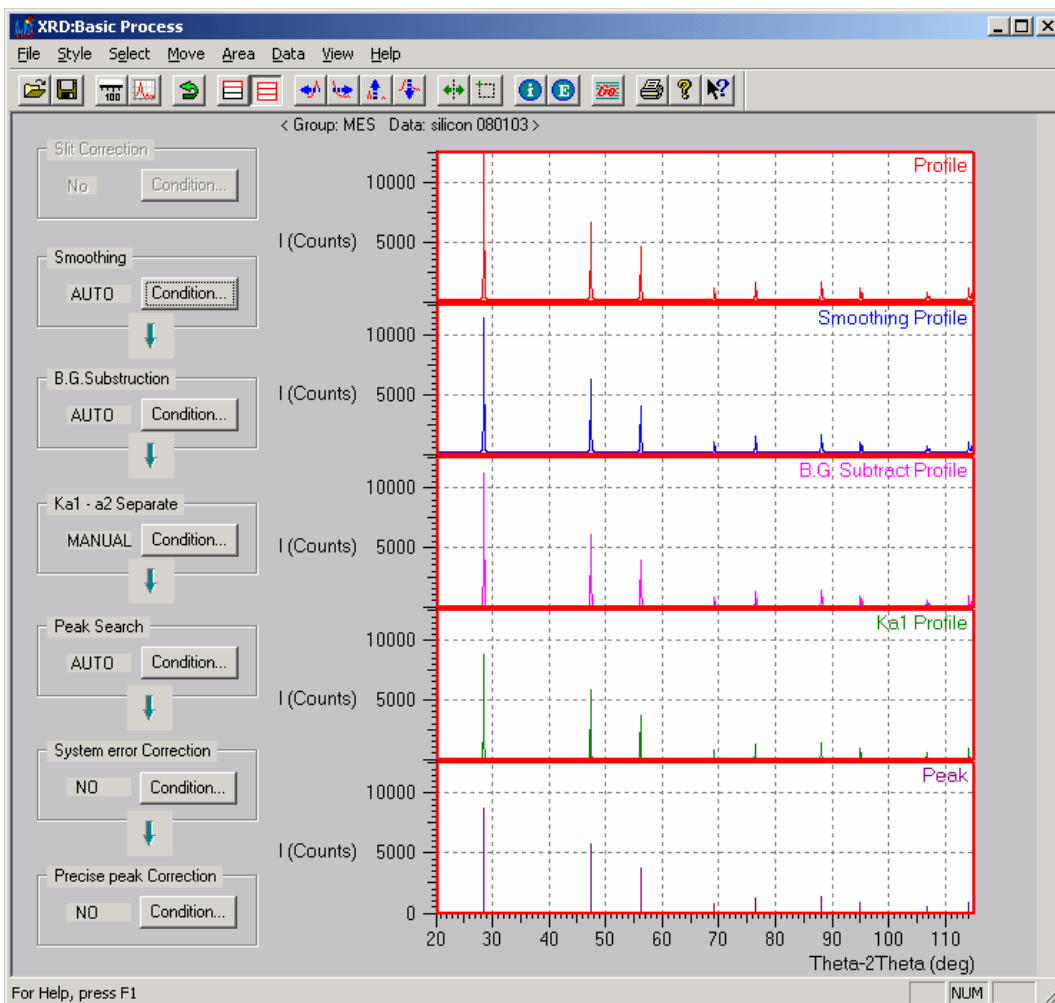 XRD:Basic Process
File Style Select Move Area Data View Help
100
i E Go ? ?
< Group: MES Data: silicon 080103 >
Slit Correction
No Condition...
Smoothing
AUTO Condition...
B.G.Substruction
AUTO Condition...
Ka1 - a2 Separate
MANUAL Condition...
Peak Search
AUTO Condition...
System error Correction
NO Condition...
Precise peak Correction
NO Condition...
Profile
10000
I (Counts) 5000
Smoothing Profile
10000
I (Counts) 5000
B.G. Subtract Profile
10000
I (Counts) 5000
Ka1 Profile
10000
I (Counts) 5000
Peak
10000
I (Counts) 5000
0
20 30 40 50 60 70 80 90 100 110
Theta-2Theta (deg)
For Help, press F1 NUM